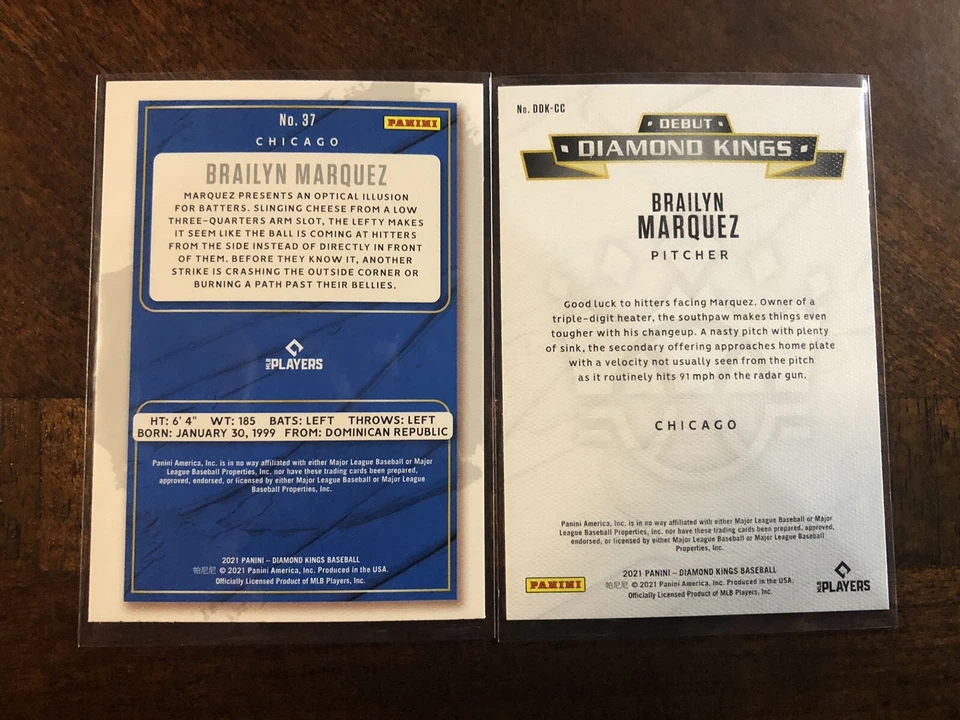 No. 37
PANINI
CHICAGO
BRAILYN MARQUEZ
MARQUEZ PRESENTS AN OPTICAL ILLUSION
FOR BATTERS. SLINGING CHEESE FROM A LOW
THREE-QUARTERS ARM SLOT, THE LEFTY MAKES
IT SEEM LIKE THE BALL IS COMING AT HITTERS
FROM THE SIDE INSTEAD OF DIRECTLY IN FRONT
OF THEM. BEFORE THEY KNOW IT, ANOTHER
STRIKE IS CRASHING THE OUTSIDE CORNER OR
BURNING A PATH PAST THEIR BELLIES.
MLB PLAYERS
HT: 6' 4" WT: 185 BATS: LEFT THROWS: LEFT
BORN: JANUARY 30, 1999 FROM: DOMINICAN REPUBLIC
Panini America, Inc. is in no way affiliated with either Major League Baseball or Major
League Baseball Properties, Inc. nor have these trading cards been prepared,
approved, endorsed, or licensed by either Major League Baseball or Major League
Baseball Properties, Inc.
2021 PANINI – DIAMOND KINGS BASEBALL
帕尼尼 © 2021 Panini America, Inc. Produced in the USA.
Officially Licensed Product of MLB Players, Inc.
No. DDK-CC
DEBUT
DIAMOND KINGS
BRAILYN
MARQUEZ
PITCHER
Good luck to hitters facing Marquez. Owner of a
triple-digit heater, the southpaw makes things even
tougher with his changeup. A nasty pitch with plenty
of sink, the secondary offering approaches home plate
with a velocity not usually seen from the pitch
as it routinely hits 91 mph on the radar gun.
CHICAGO
Panini America, Inc. is in no way affiliated with either Major League Baseball or Major
League Baseball Properties, Inc. nor have these trading cards been prepared, approved,
endorsed, or licensed by either Major League Baseball or Major League Baseball
Properties, Inc.
PANINI
2021 PANINI – DIAMOND KINGS BASEBALL
帕尼尼 © 2021 Panini America, Inc. Produced in the USA.
Officially Licensed Product of MLB Players, Inc.
MLB PLAYERS